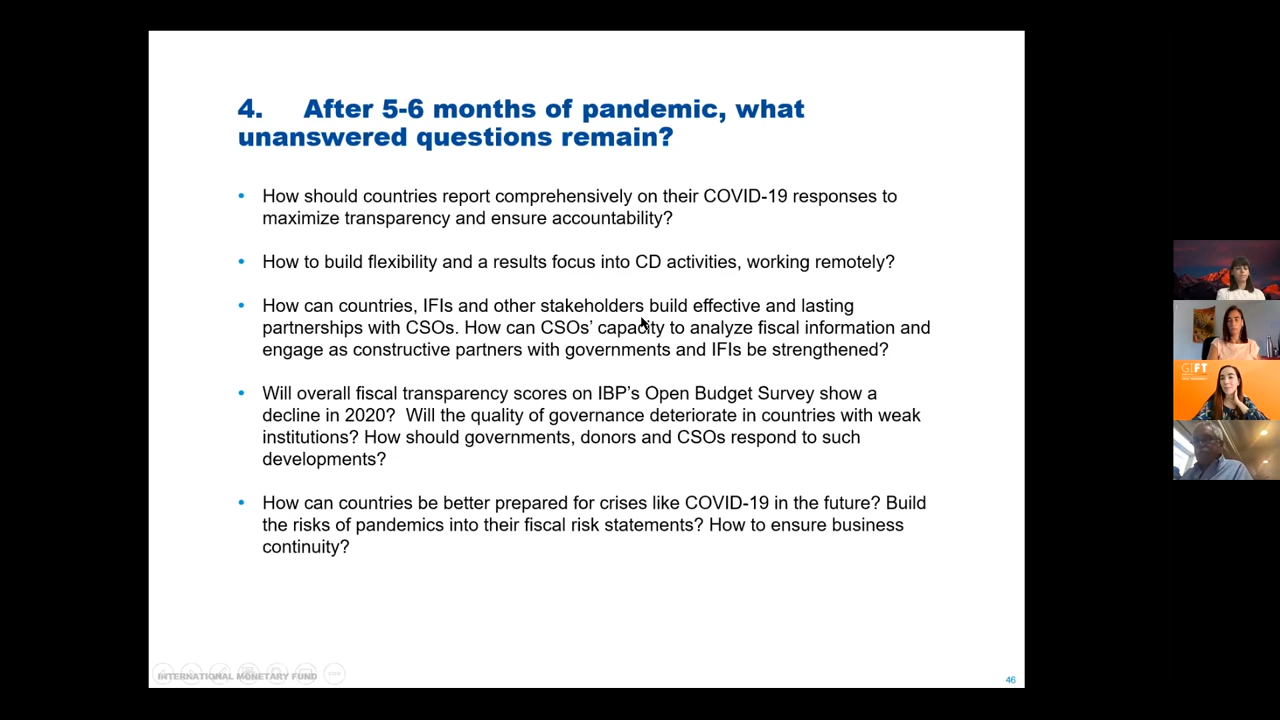 4. After 5-6 months of pandemic, what
unanswered questions remain?
• How should countries report comprehensively on their COVID-19 responses to
maximize transparency and ensure accountability?
• How to build flexibility and a results focus into CD activities, working remotely?
• How can countries, IFIs and other stakeholders build effective and lasting
partnerships with CSOs. How can CSOs' capacity to analyze fiscal information and
engage as constructive partners with governments and IFIs be strengthened?
• Will overall fiscal transparency scores on IBP's Open Budget Survey show a
decline in 2020?  Will the quality of governance deteriorate in countries with weak
institutions? How should governments, donors and CSOs respond to such
developments?
• How can countries be better prepared for crises like COVID-19 in the future? Build
the risks of pandemics into their fiscal risk statements? How to ensure business
continuity?
INTERNATIONAL MONETARY FUND
46
GIFT